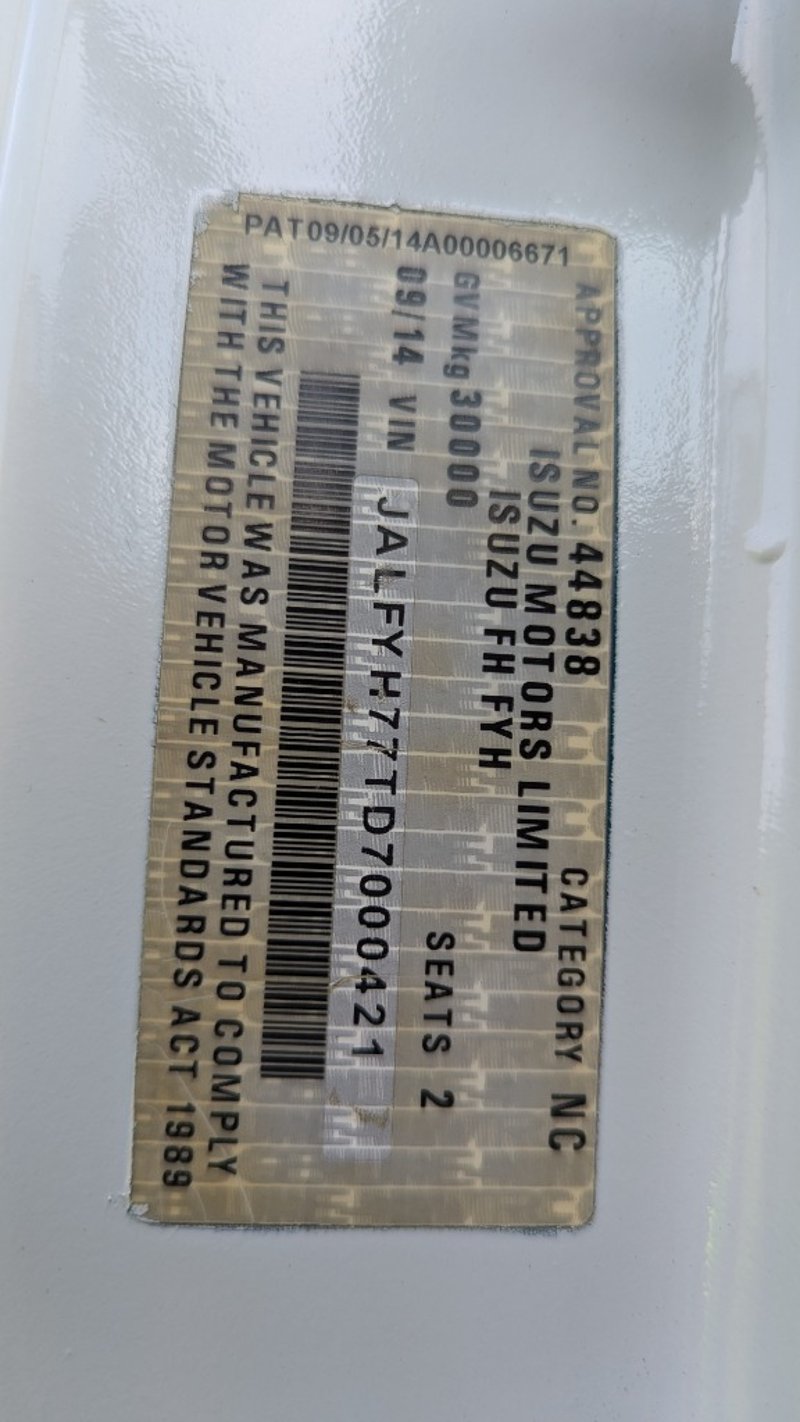 PAT09/05/14A00006671
APPROVAL NO. 44838 CATEGORY NC
ISUZU MOTORS LIMITED
ISUZU FH FYH
GVMkg 30000 SEATS 2
09/14 VIN JALFYH77TD7000421
THIS VEHICLE WAS MANUFACTURED TO COMPLY
WITH THE MOTOR VEHICLE STANDARDS ACT 1989